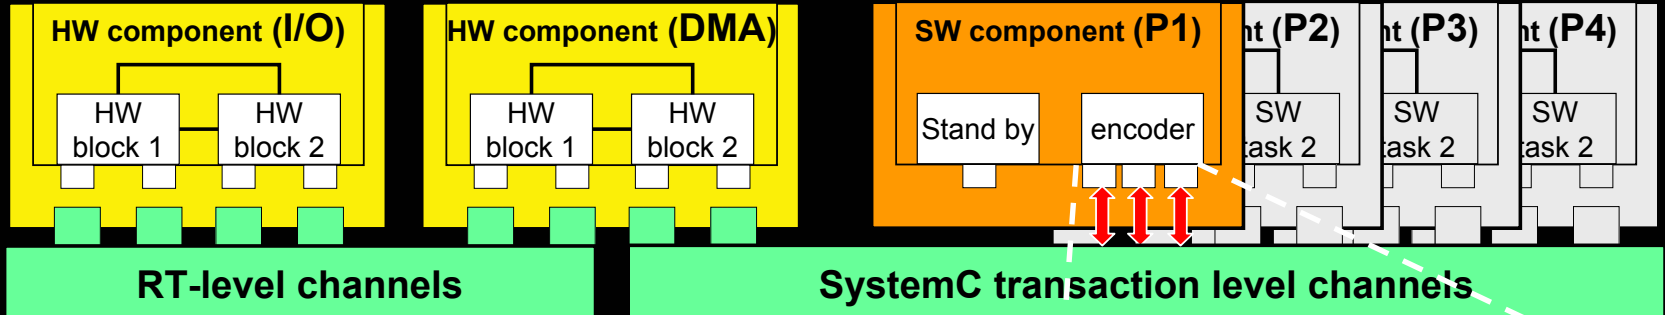 HW component (I/O)
HW component (DMA)
SW component (P1)
nt (P2)
nt (P3)
nt (P4)
HW
block 1
HW
block 2
HW
block 1
HW
block 2
Stand by
encoder
SW
task 2
SW
task 2
SW
task 2
RT-level channels
SystemC transaction level channels